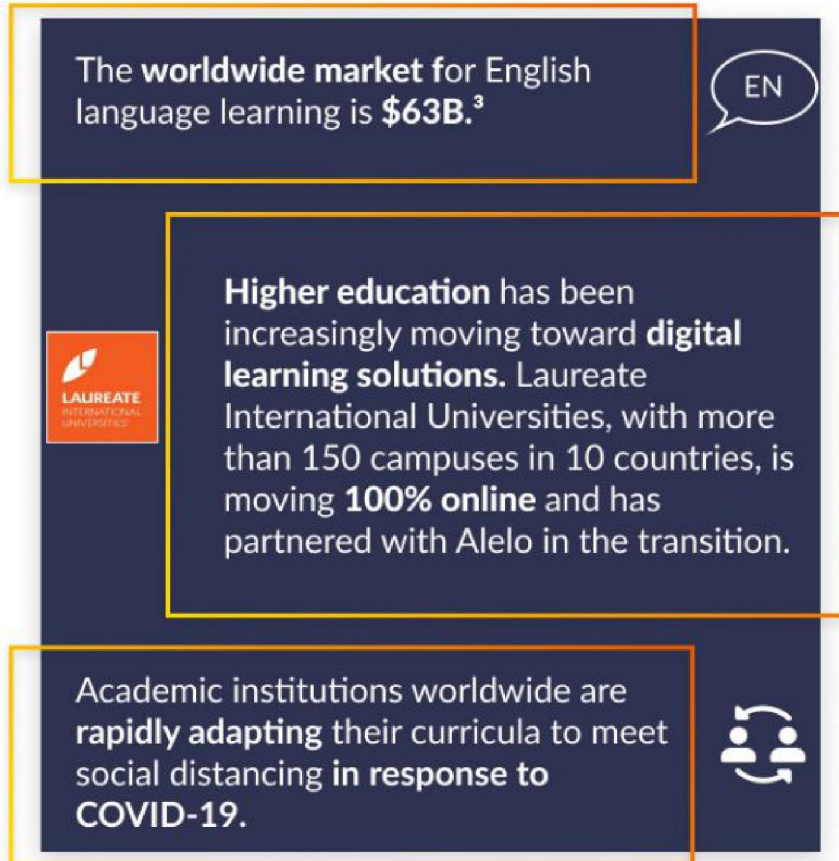 The worldwide market for English
language learning is $63B.³
EN
Higher education has been
increasingly moving toward digital
learning solutions. Laureate
International Universities, with more
than 150 campuses in 10 countries, is
moving 100% online and has
partnered with Alelo in the transition.
LAUREATE
INTERNATIONAL
UNIVERSITIES
Academic institutions worldwide are
rapidly adapting their curricula to meet
social distancing in response to
COVID-19.